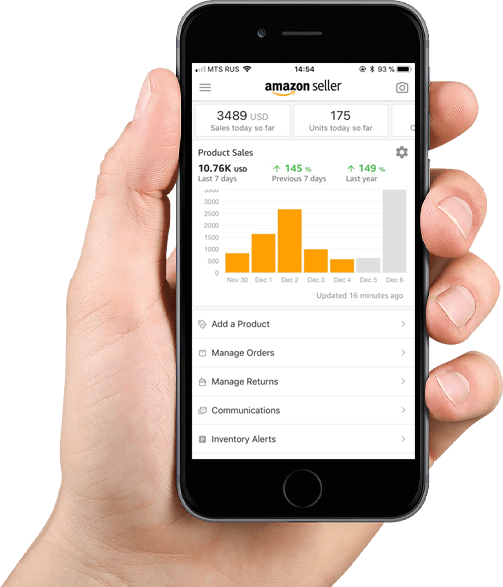 MTS RUS 14:54 93 %
amazon seller
3489 USD 175
Sales today so far Units today so far
Product Sales
10.76K USD ↑ 145 % ↑ 149 %
Last 7 days Previous 7 days Last year
3500
3000
2500
2000
1500
1000
500
0
Nov 30 Dec 1 Dec 2 Dec 3 Dec 4 Dec 5 Dec 6
Updated 16 minutes ago
Add a Product
Manage Orders
Manage Returns
Communications
Inventory Alerts